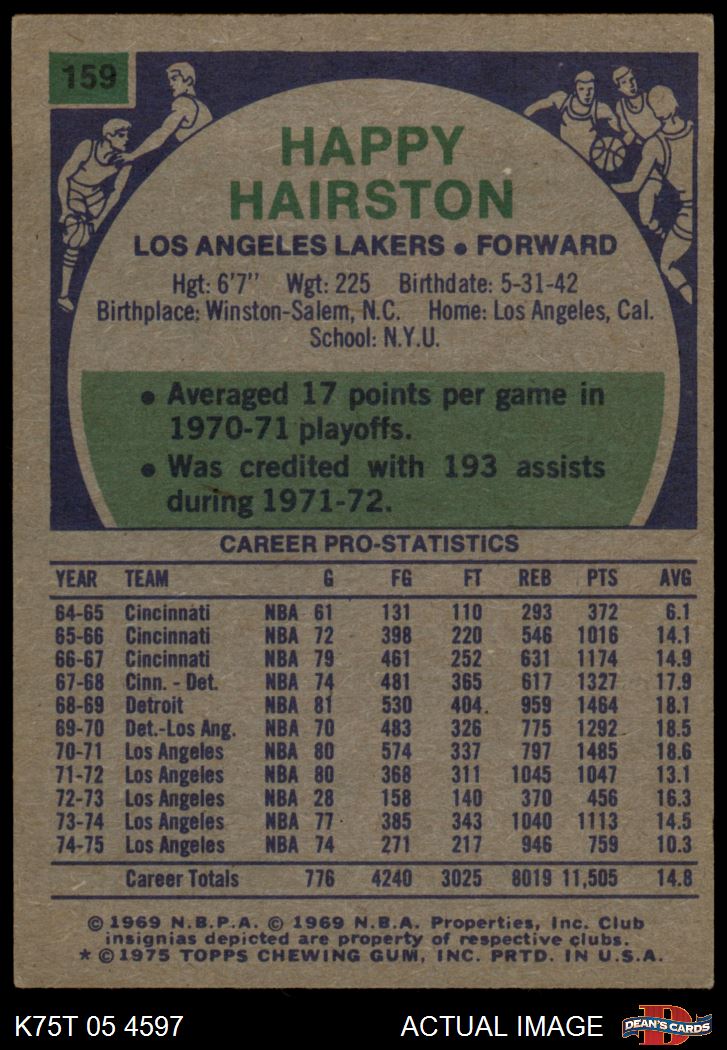 159
HAPPY
HAIRSTON
LOS ANGELES LAKERS • FORWARD
Hgt: 6'7" Wgt: 225 Birthdate: 5-31-42
Birthplace: Winston-Salem, N.C. Home: Los Angeles, Cal.
School: N.Y.U.
• Averaged 17 points per game in
1970-71 playoffs.
• Was credited with 193 assists
during 1971-72.
CAREER PRO-STATISTICS
YEAR TEAM G FG FT REB PTS AVG
64-65 Cincinnati NBA 61 131 110 293 372 6.1
65-66 Cincinnati NBA 72 398 220 546 1016 14.1
66-67 Cincinnati NBA 79 461 252 631 1174 14.9
67-68 Cinn. - Det. NBA 74 481 365 617 1327 17.9
68-69 Detroit NBA 81 530 404 959 1464 18.1
69-70 Det.-Los Ang. NBA 70 483 326 775 1292 18.5
70-71 Los Angeles NBA 80 574 337 797 1485 18.6
71-72 Los Angeles NBA 80 368 311 1045 1047 13.1
72-73 Los Angeles NBA 28 158 140 370 456 16.3
73-74 Los Angeles NBA 77 385 343 1040 1113 14.5
74-75 Los Angeles NBA 74 271 217 946 759 10.3
Career Totals 776 4240 3025 8019 11,505 14.8
© 1969 N.B.P.A. © 1969 N.B.A. Properties, Inc. Club
insignias depicted are property of respective clubs.
* © 1975 TOPPS CHEWING GUM, INC. PRTD. IN U.S.A.
K75T 05 4597 ACTUAL IMAGE
D
DEAN'S CARDS